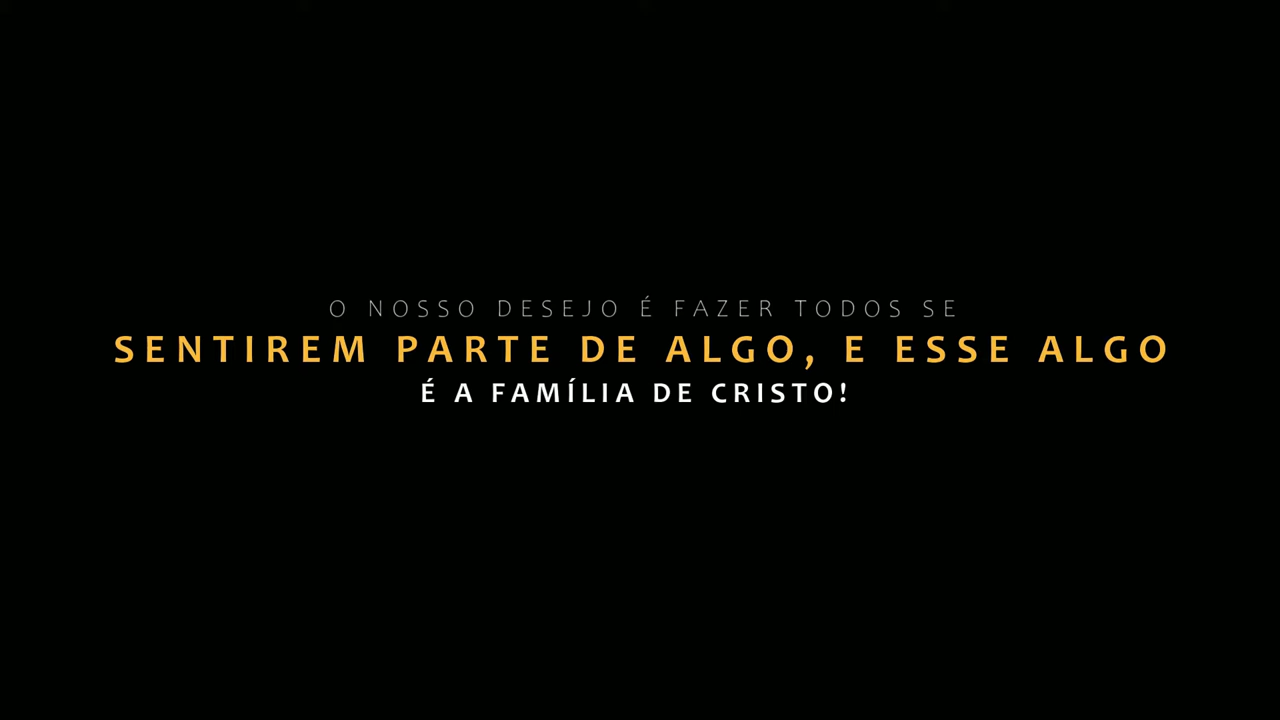 O NOSSO DESEJO É FAZER TODOS SE
SENTIREM PARTE DE ALGO, E ESSE ALGO
É A FAMÍLIA DE CRISTO!